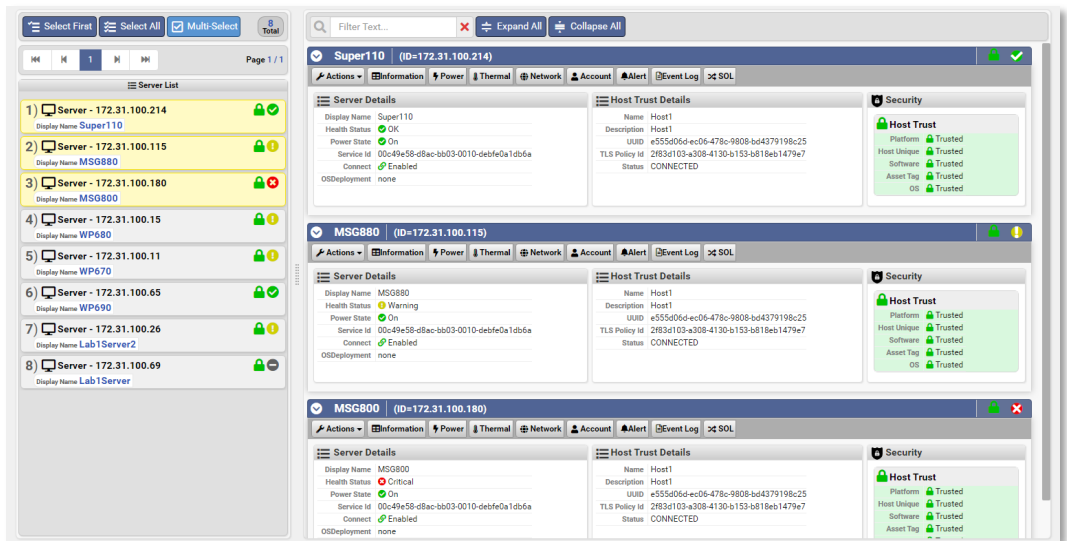 Select First Select All Multi-Select 8 Total
Page 1 / 1
1
Server List
1) Server - 172.31.100.214
Display Name Super110
2) Server - 172.31.100.115
Display Name MSG880
3) Server - 172.31.100.180
Display Name MSG800
4) Server - 172.31.100.15
Display Name WP680
5) Server - 172.31.100.11
Display Name WP670
6) Server - 172.31.100.65
Display Name WP690
7) Server - 172.31.100.26
Display Name Lab1Server2
8) Server - 172.31.100.69
Display Name Lab1Server
Filter Text... Expand All Collapse All
Super110 (ID=172.31.100.214)
Actions Information Power Thermal Network Account Alert Event Log SOL
Server Details
Display Name Super110
Health Status OK
Power State On
Service Id 00c49e58-d8ac-bb03-0010-debfe0a1db6a
Connect Enabled
OSDeployment none
Host Trust Details
Name Host1
Description Host1
UUID e555d06d-ec06-478c-9808-bd4379198c25
TLS Policy Id 2f83d103-a308-4130-b153-b818eb1479e7
Status CONNECTED
Security
Host Trust
Platform Trusted
Host Unique Trusted
Software Trusted
Asset Tag Trusted
OS Trusted
MSG880 (ID=172.31.100.115)
Actions Information Power Thermal Network Account Alert Event Log SOL
Server Details
Display Name MSG880
Health Status Warning
Power State On
Service Id 00c49e58-d8ac-bb03-0010-debfe0a1db6a
Connect Enabled
OSDeployment none
Host Trust Details
Name Host1
Description Host1
UUID e555d06d-ec06-478c-9808-bd4379198c25
TLS Policy Id 2f83d103-a308-4130-b153-b818eb1479e7
Status CONNECTED
Security
Host Trust
Platform Trusted
Host Unique Trusted
Software Trusted
Asset Tag Trusted
OS Trusted
MSG800 (ID=172.31.100.180)
Actions Information Power Thermal Network Account Alert Event Log SOL
Server Details
Display Name MSG800
Health Status Critical
Power State On
Service Id 00c49e58-d8ac-bb03-0010-debfe0a1db6a
Connect Enabled
OSDeployment none
Host Trust Details
Name Host1
Description Host1
UUID e555d06d-ec06-478c-9808-bd4379198c25
TLS Policy Id 2f83d103-a308-4130-b153-b818eb1479e7
Status CONNECTED
Security
Host Trust
Platform Trusted
Host Unique Trusted
Software Trusted
Asset Tag Trusted